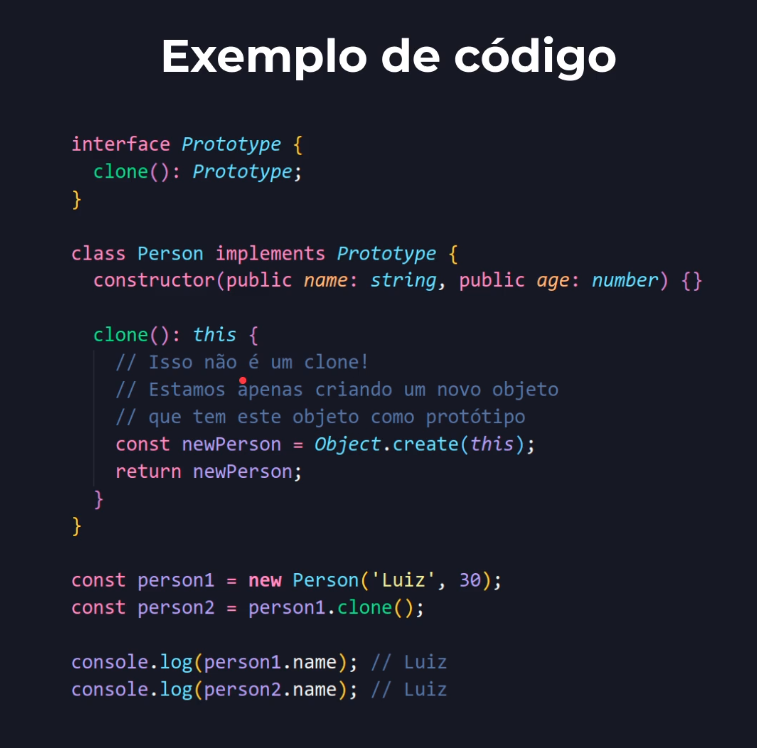 Exemplo de código
interface Prototype {
clone(): Prototype;
}
class Person implements Prototype {
constructor(public name: string, public age: number) {}
clone(): this {
// Isso não é um clone!
// Estamos apenas criando um novo objeto
// que tem este objeto como protótipo
const newPerson = Object.create(this);
return newPerson;
}
}
const person1 = new Person('Luiz', 30);
const person2 = person1.clone();
console.log(person1.name); // Luiz
console.log(person2.name); // Luiz